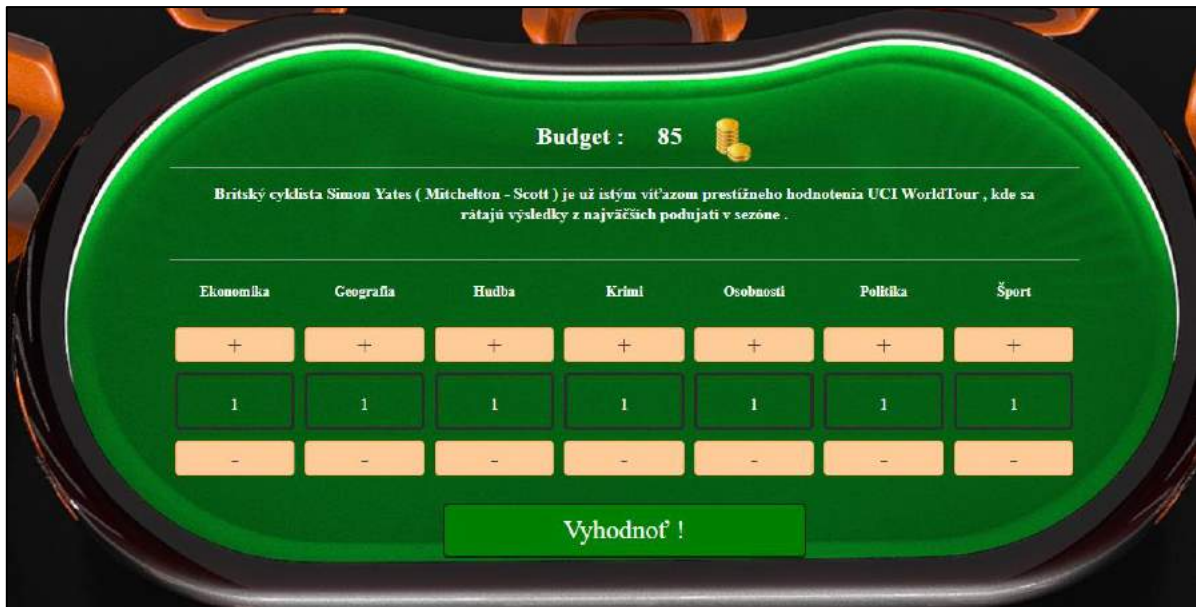 Budget : 85
Britský cyklista Simon Yates ( Mitchelton - Scott ) je už istým víťazom prestížneho hodnotenia UCI WorldTour , kde sa
rátajú výsledky z najväčších podujatí v sezóne .
Ekonomika Geografia Hudba Krimi Osobnosti Politika Šport
+ + + + + + +
1 1 1 1 1 1 1
- - - - - - -
Vyhodnoť !